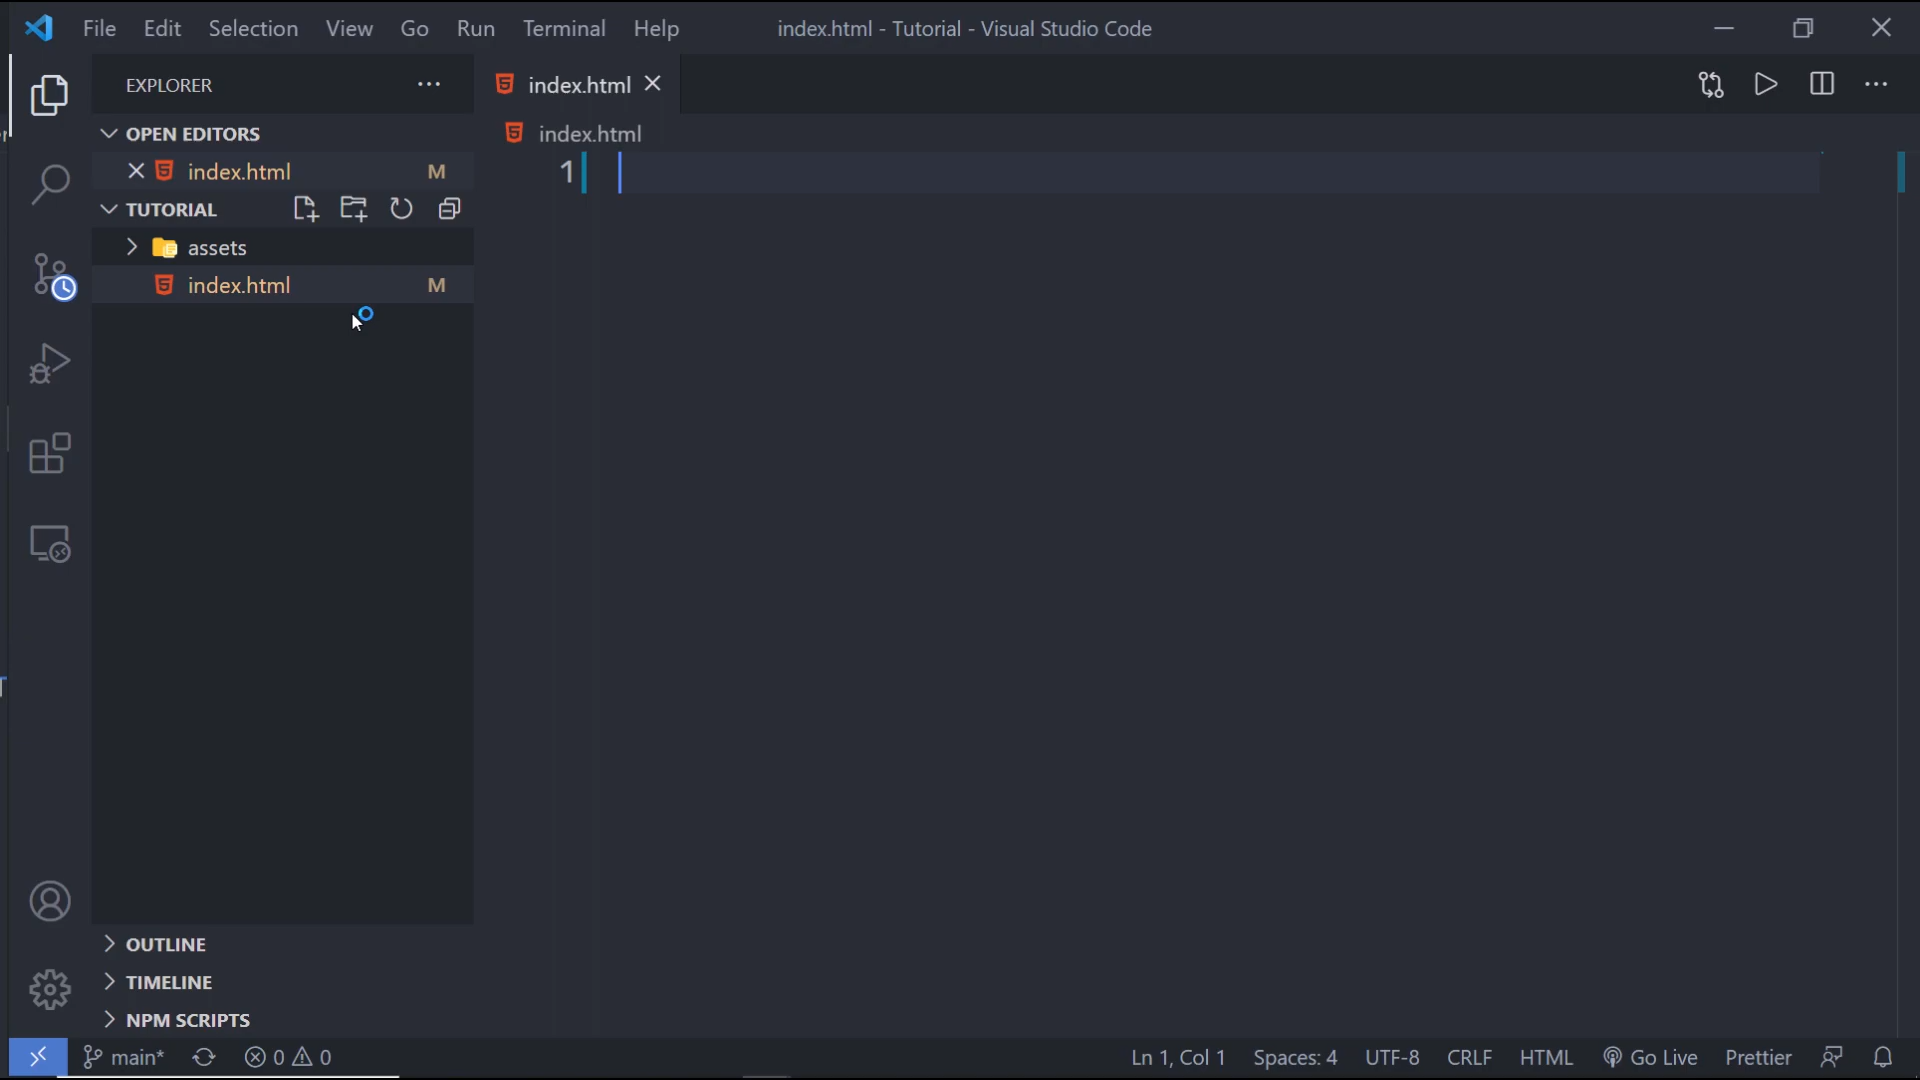 File Edit Selection View Go Run Terminal Help index.html - Tutorial - Visual Studio Code
EXPLORER
index.html
OPEN EDITORS
index.html
index.html M
1
TUTORIAL
assets
index.html M
OUTLINE
TIMELINE
NPM SCRIPTS
main* 0 0 Ln 1, Col 1 Spaces: 4 UTF-8 CRLF HTML Go Live Prettier